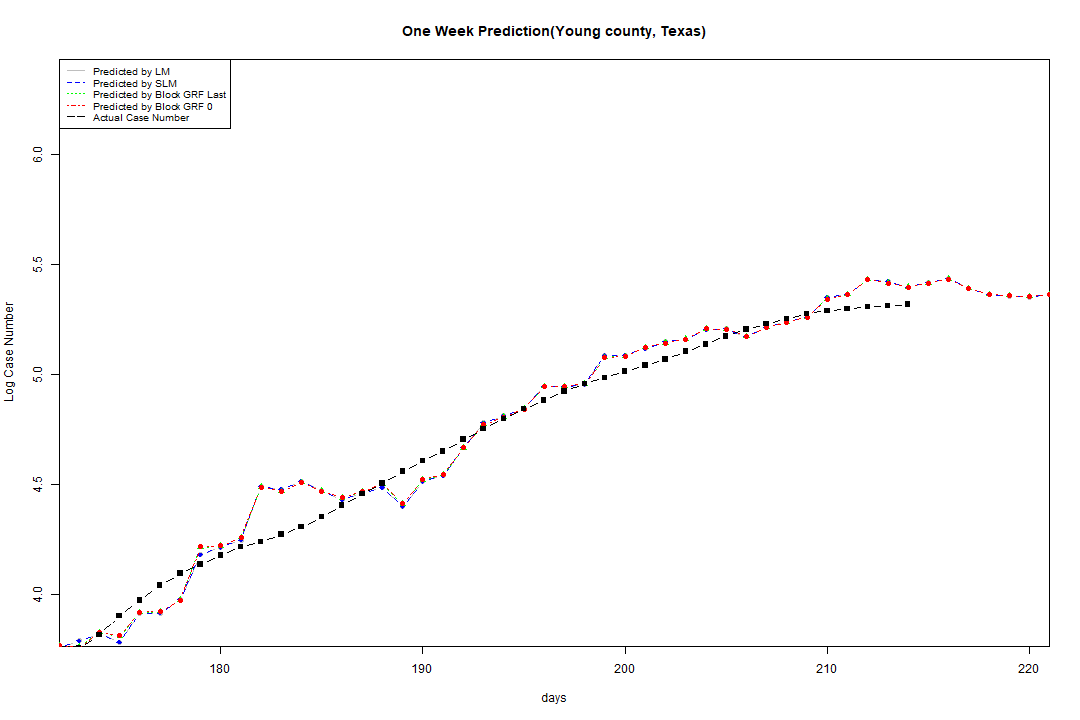 One Week Prediction(Young county, Texas)
Predicted by LM
Predicted by SLM
Predicted by Block GRF Last
Predicted by Block GRF 0
Actual Case Number
6.0
5.5
5.0
4.5
4.0
Log Case Number
180 190 200 210 220
days